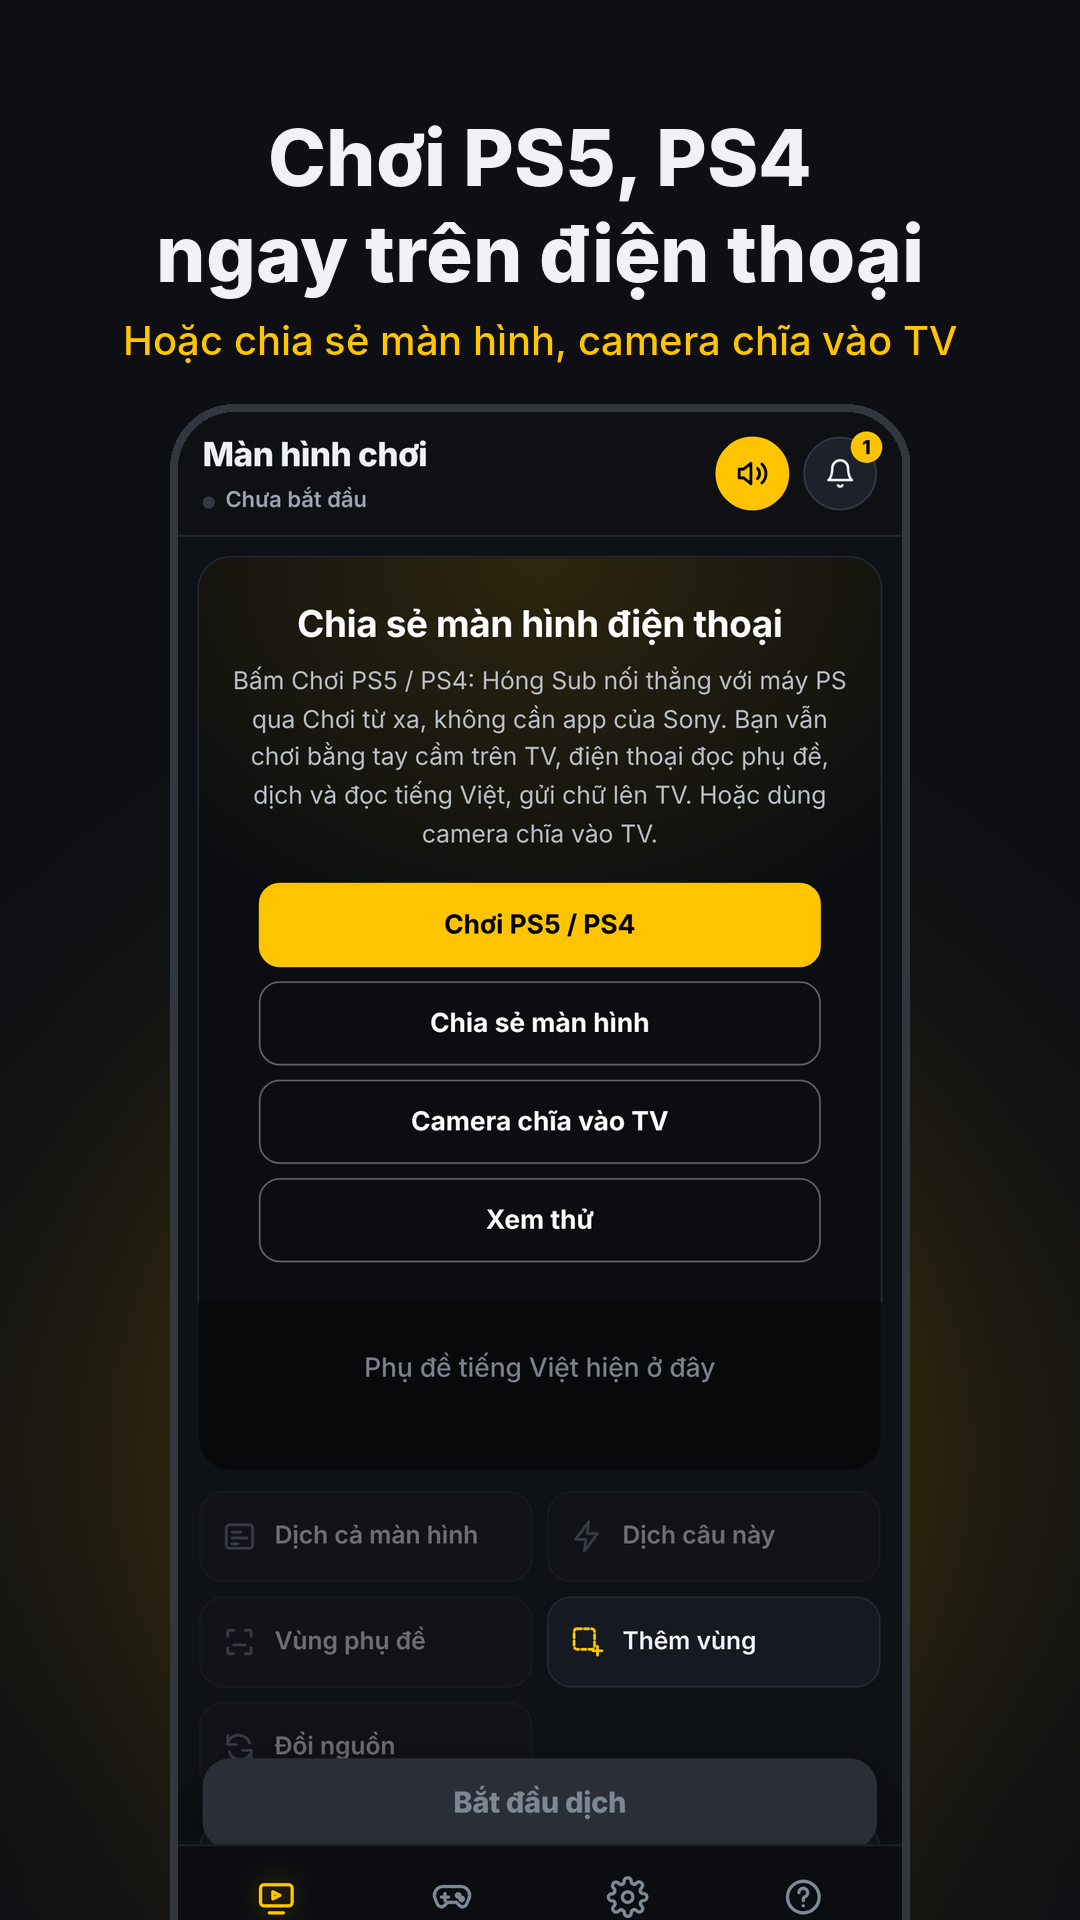 Chơi PS5, PS4
ngay trên điện thoại
Hoặc chia sẻ màn hình, camera chĩa vào TV
Màn hình chơi
Chưa bắt đầu
1
Chia sẻ màn hình điện thoại
Bấm Chơi PS5 / PS4: Hóng Sub nối thẳng với máy PS
qua Chơi từ xa, không cần app của Sony. Bạn vẫn
chơi bằng tay cầm trên TV, điện thoại đọc phụ đề,
dịch và đọc tiếng Việt, gửi chữ lên TV. Hoặc dùng
camera chĩa vào TV.
Chơi PS5 / PS4
Chia sẻ màn hình
Camera chĩa vào TV
Xem thử
Phụ đề tiếng Việt hiện ở đây
Dịch cả màn hình
Dịch câu này
Vùng phụ đề
Thêm vùng
Đổi nguồn
Bắt đầu dịch